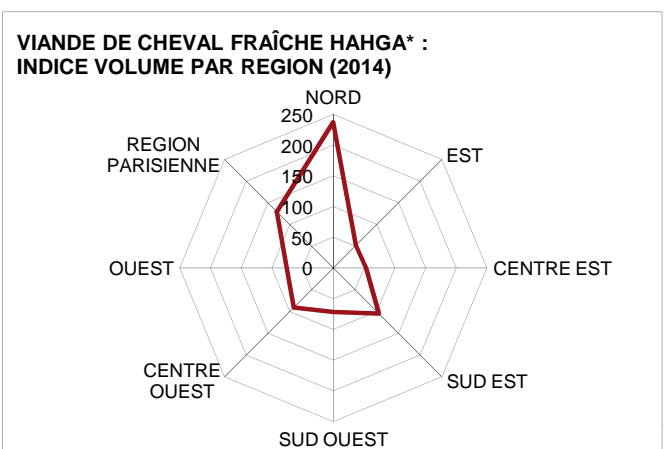 VIANDE DE CHEVAL FRAÎCHE HAHGA* :
INDICE VOLUME PAR REGION (2014)
NORD
EST
CENTRE EST
SUD EST
SUD OUEST
CENTRE
OUEST
OUEST
REGION
PARISIENNE
250
200
150
100
50
0